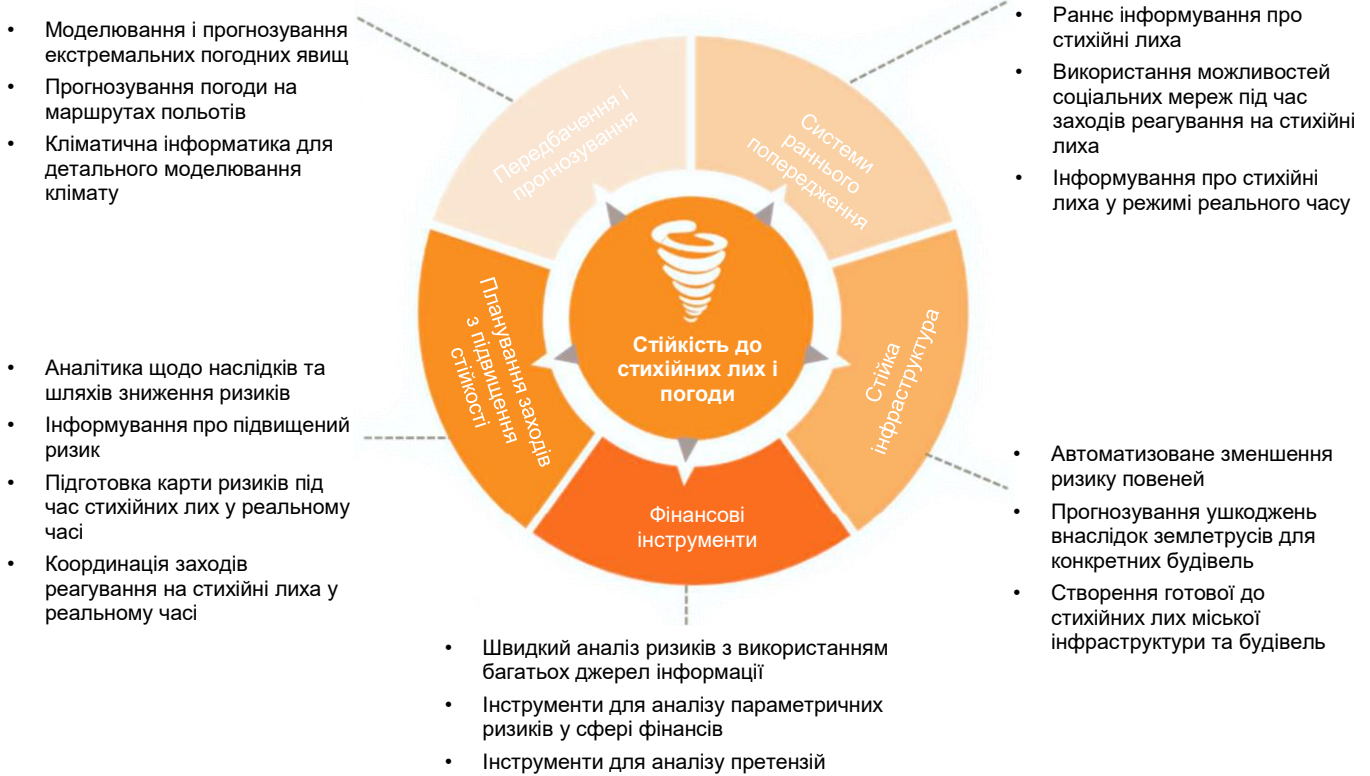 • Моделювання і прогнозування
екстремальних погодних явищ
• Прогнозування погоди на
маршрутах польотів
• Кліматична інформатика для
детального моделювання
клімату
• Раннє інформування про
стихійні лиха
• Використання можливостей
соціальних мереж під час
заходів реагування на стихійні
лиха
• Інформування про стихійні
лиха у режимі реального часу
Передбачення і
прогнозування
Системи
раннього
попередження
Планування заходів
з підвищення
стійкості
Стійкість до
стихійних лих і
погоди
Стійка
інфраструктура
Фінансові
інструменти
• Аналітика щодо наслідків та
шляхів зниження ризиків
• Інформування про підвищений
ризик
• Підготовка карти ризиків під
час стихійних лих у реальному
часі
• Координація заходів
реагування на стихійні лиха у
реальному часі
• Автоматизоване зменшення
ризику повеней
• Прогнозування ушкоджень
внаслідок землетрусів для
конкретних будівель
• Створення готової до
стихійних лих міської
інфраструктури та будівель
• Швидкий аналіз ризиків з використанням
багатьох джерел інформації
• Інструменти для аналізу параметричних
ризиків у сфері фінансів
• Інструменти для аналізу претензій